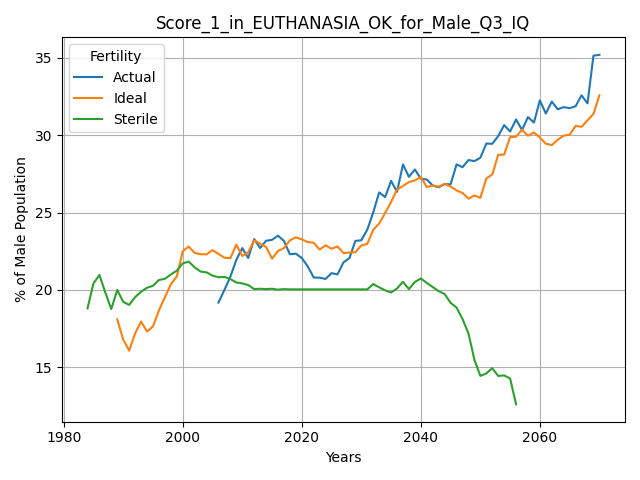 Score_1_in_EUTHANASIA_OK_for_Male_Q3_IQ
Fertility
Actual
Ideal
Sterile
% of Male Population
35
30
25
20
15
1980
2000
2020
2040
2060
Years